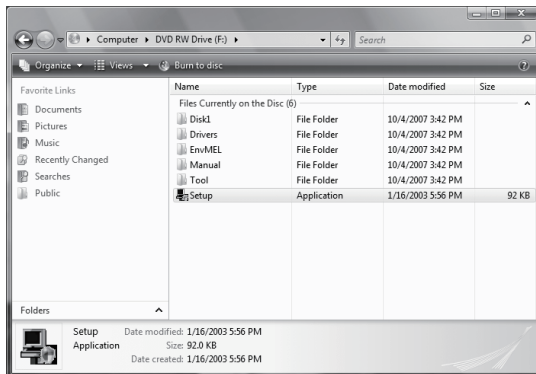 Computer DVD RW Drive (F:) Search
Organize Views Burn to disc
Favorite Links
Documents
Pictures
Music
Recently Changed
Searches
Public
Folders
Name Type Date modified Size
Files Currently on the Disc (6)
Disk1 File Folder 10/4/2007 3:42 PM
Drivers File Folder 10/4/2007 3:42 PM
EnvMEL File Folder 10/4/2007 3:42 PM
Manual File Folder 10/4/2007 3:42 PM
Tool File Folder 10/4/2007 3:42 PM
Setup Application 1/16/2003 5:56 PM 92 KB
Setup Date modified: 1/16/2003 5:56 PM
Application Size: 92.0 KB
Date created: 1/16/2003 5:56 PM